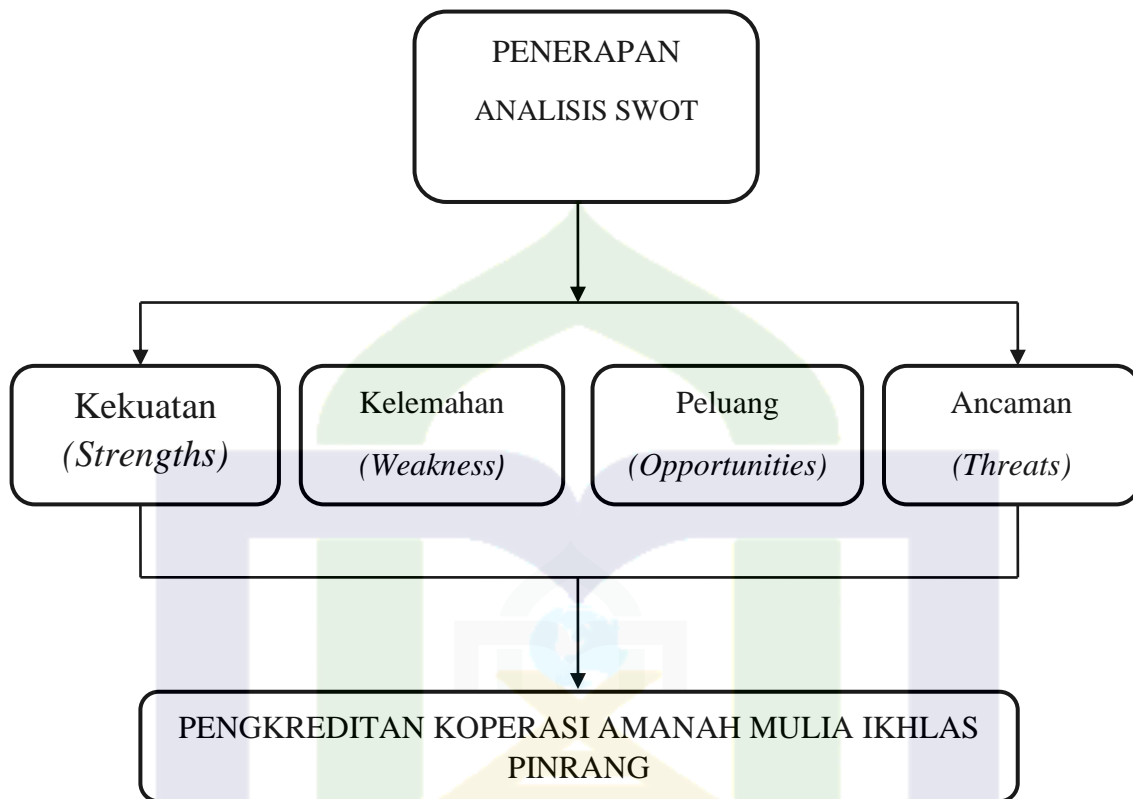 PENERAPAN
ANALISIS SWOT
Kekuatan
(Strengths)
Kelemahan
(Weakness)
Peluang
(Opportunities)
Ancaman
(Threats)
PENGKREDITAN KOPERASI AMANAH MULIA IKHLAS
PINRANG